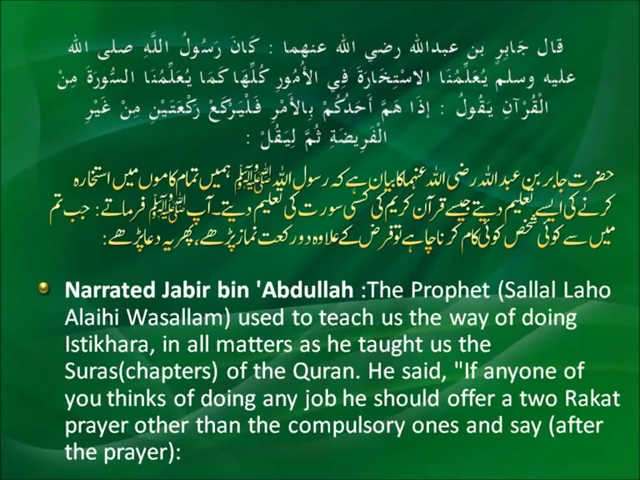 قال جَابِرِ بن عبدالله رضي الله عنهما : كَانَ رَسُولُ اللَّهِ صلى الله
عليه وسلم يُعَلِّمُنَا الاسْتِخَارَةَ فِي الأُمُورِ كُلِّهَا كَمَا يُعَلِّمُنَا السُّورَةَ مِنْ
الْقُرْآنِ يَقُولُ : إذَا هَمَّ أَحَدُكُمْ بِالأَمْرِ فَلْيَرْكَعْ رَكْعَتَيْنِ مِنْ غَيْرِ
الْفَرِيضَةِ ثُمَّ لِيَقُلْ :
حضرت جابر بن عبد اللہ رضی اللہ عنہما کا بیان ہے کہ رسول اللہ ﷺ ہمیں تمام کاموں میں استخارہ
کرنے کی ایسے تعلیم دیتے جیسے قرآن کریم کی کسی سورت کی تعلیم دیتے۔ آپ ﷺ فرماتے: جب تم
میں سے کوئی شخص کوئی کام کرنا چاہے تو فرض کے علاوہ دو رکعت نماز پڑھے، پھر یہ دعا پڑھے:
Narrated Jabir bin 'Abdullah :The Prophet (Sallal Laho
Alaihi Wasallam) used to teach us the way of doing
Istikhara, in all matters as he taught us the
Suras(chapters) of the Quran. He said, "If anyone of
you thinks of doing any job he should offer a two Rakat
prayer other than the compulsory ones and say (after
the prayer):